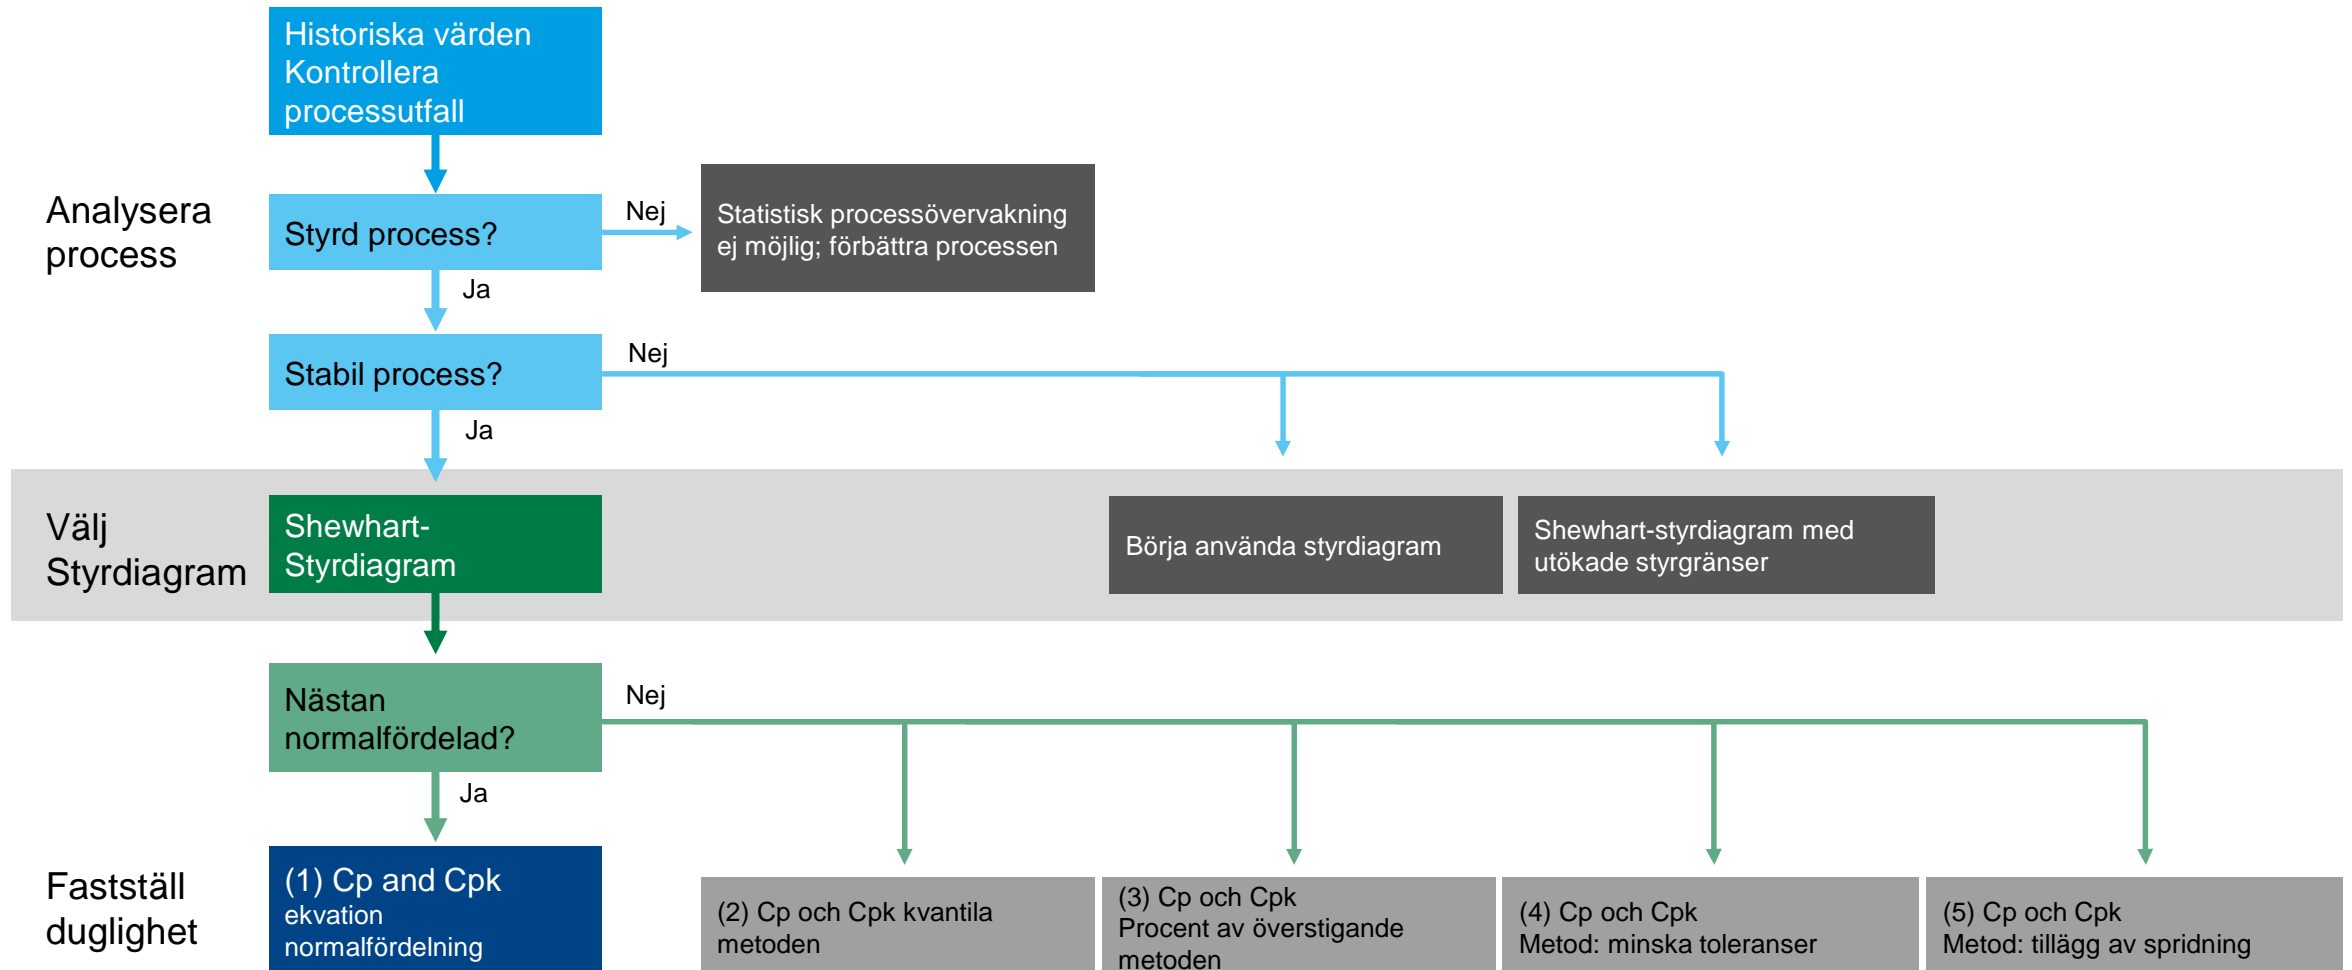 Historiska värden
Kontrollera
processutfall
Analysera
process
Styrd process?
Nej
Statistisk processövervakning
ej möjlig; förbättra processen
Ja
Stabil process?
Nej
Ja
Välj
Styrdiagram
Shewhart-
Styrdiagram
Börja använda styrdiagram
Shewhart-styrdiagram med
utökade styrgränser
Nästan
normalfördelad?
Nej
Ja
Fastställ
duglighet
(1) Cp and Cpk
ekvation
normalfördelning
(2) Cp och Cpk kvantila
metoden
(3) Cp och Cpk
Procent av överstigande
metoden
(4) Cp och Cpk
Metod: minska toleranser
(5) Cp och Cpk
Metod: tillägg av spridning